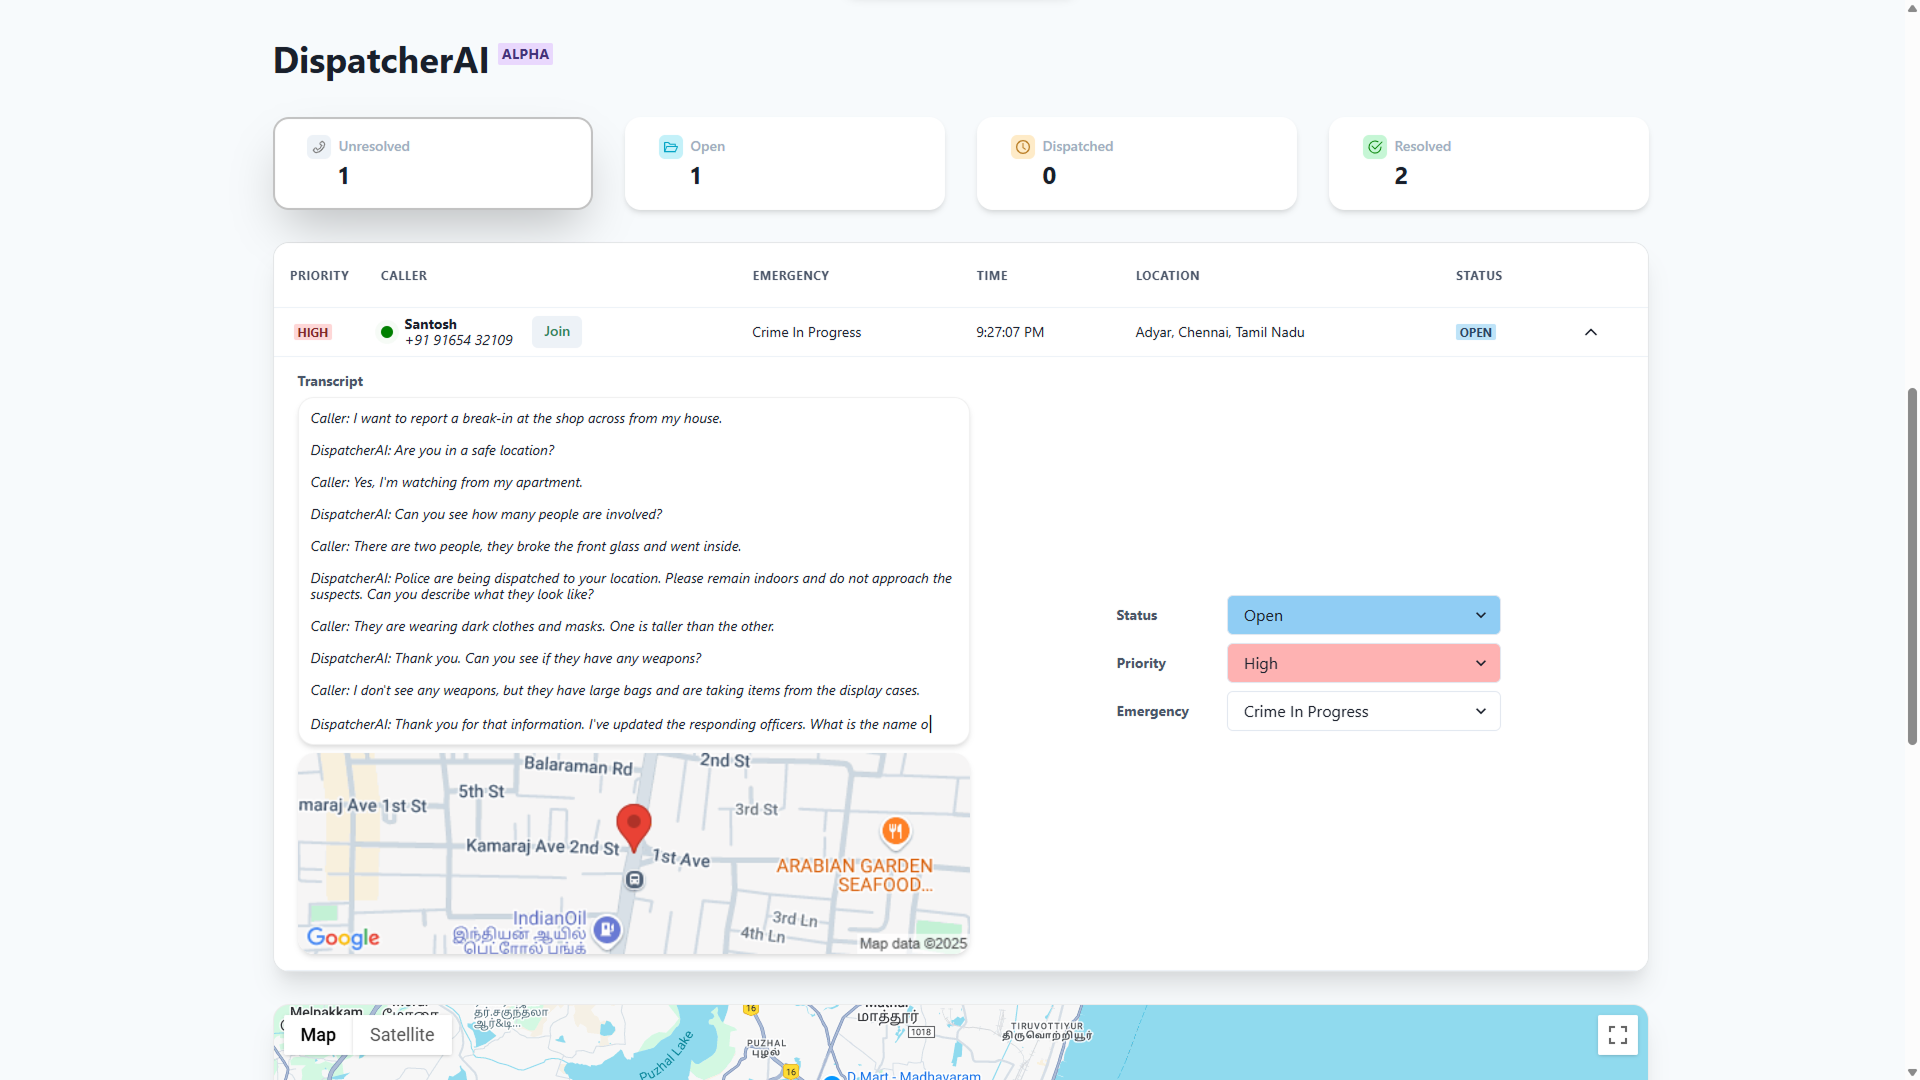 DispatcherAI ALPHA
Unresolved
1
Open
1
Dispatched
0
Resolved
2
PRIORITY CALLER EMERGENCY TIME LOCATION STATUS
HIGH Santosh +91 91654 32109 Join Crime In Progress 9:27:07 PM Adyar, Chennai, Tamil Nadu OPEN
Transcript
Caller: I want to report a break-in at the shop across from my house.
DispatcherAI: Are you in a safe location?
Caller: Yes, I'm watching from my apartment.
DispatcherAI: Can you see how many people are involved?
Caller: There are two people, they broke the front glass and went inside.
DispatcherAI: Police are being dispatched to your location. Please remain indoors and do not approach the
suspects. Can you describe what they look like?
Caller: They are wearing dark clothes and masks. One is taller than the other.
DispatcherAI: Thank you. Can you see if they have any weapons?
Caller: I don't see any weapons, but they have large bags and are taking items from the display cases.
DispatcherAI: Thank you for that information. I've updated the responding officers. What is the name o
Status Open
Priority High
Emergency Crime In Progress
Balaraman Rd
2nd St
5th St
maraj Ave 1st St
3rd St
Kamaraj Ave 2nd St
1st Ave
ARABIAN GARDEN
SEAFOOD...
IndianOil
இந்தியன் ஆயில்
பெட்ரோல் பங்க்
3rd Ln
4th Ln
Google
Map data ©2025
Melpakkam
Map Satellite
16
மாத்தூர்
1018
TIRUVOTTIYUR
திருவொற்றியூர்
PUZHAL
புழல்
Puzhal Lake
16
D Mart - Madhavaram